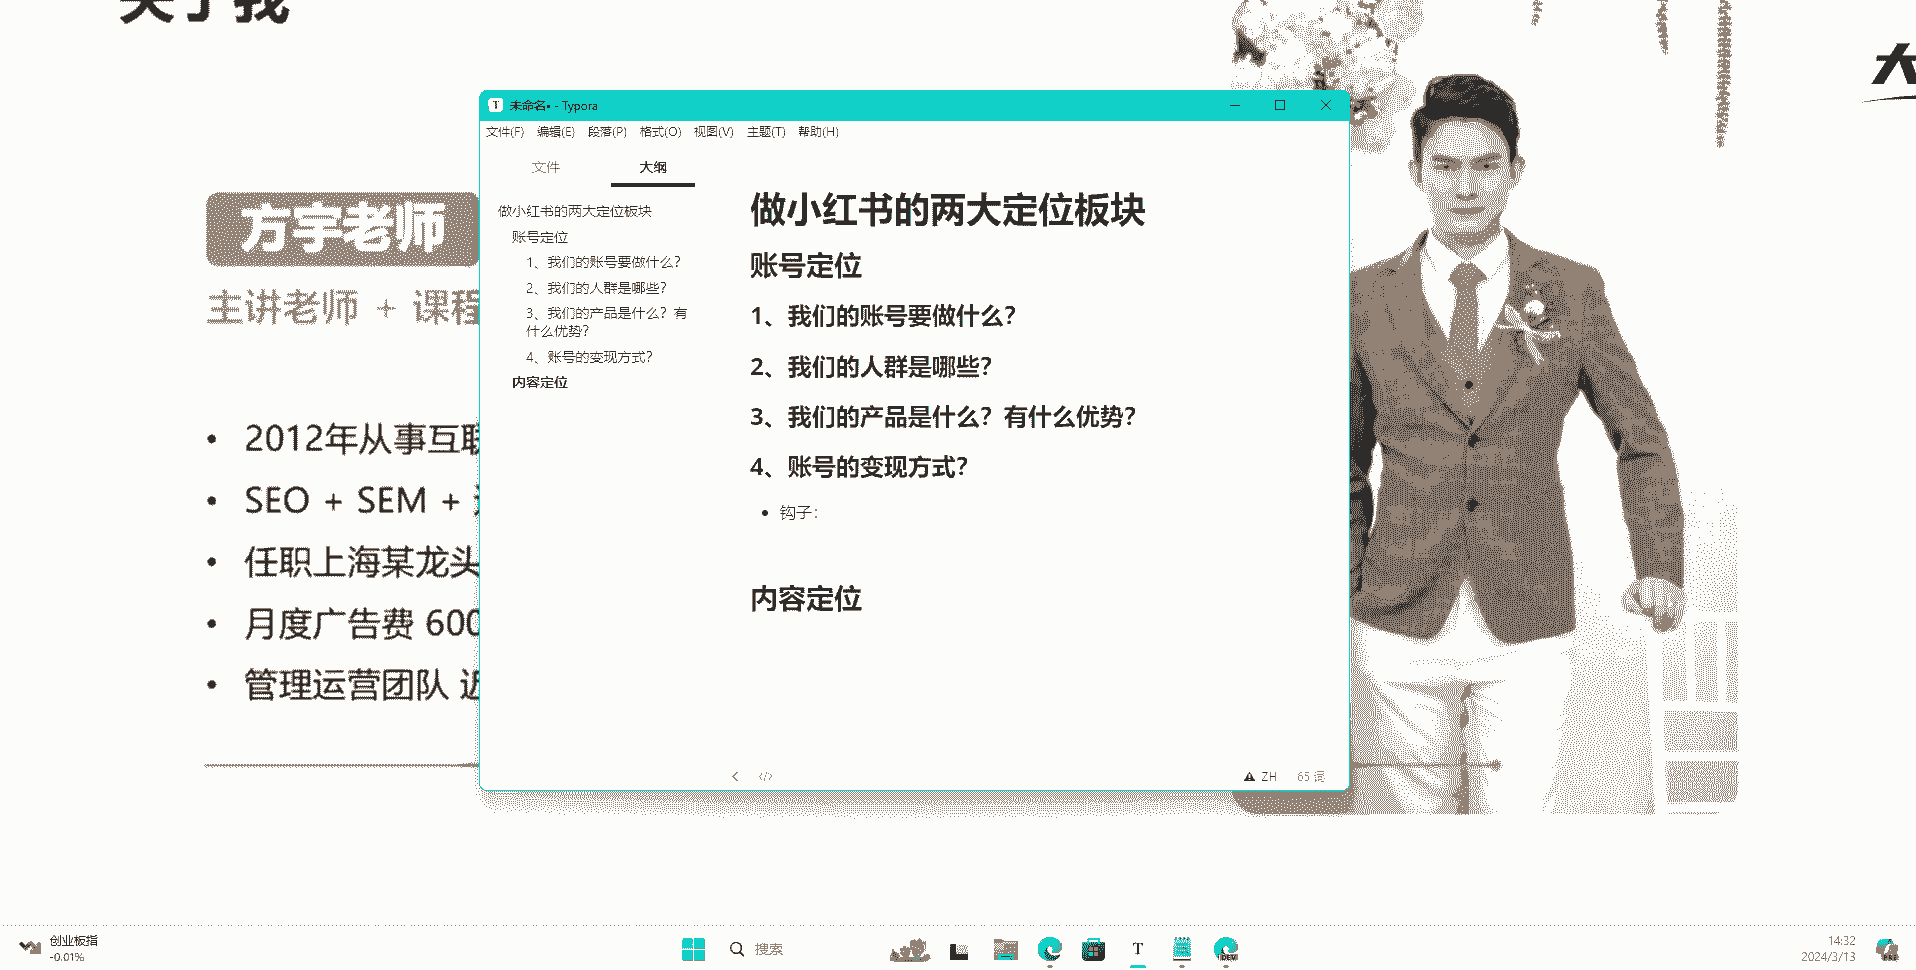 关于我
大
未命名• - Typora
文件(F) 编辑(E) 段落(P) 格式(O) 视图(V) 主题(T) 帮助(H)
文件 大纲
做小红书的两大定位板块
账号定位
1、我们的账号要做什么？
2、我们的人群是哪些？
3、我们的产品是什么？有
什么优势？
4、账号的变现方式？
内容定位
做小红书的两大定位板块
账号定位
1、我们的账号要做什么？
2、我们的人群是哪些？
3、我们的产品是什么？有什么优势？
4、账号的变现方式？
• 钩子：
内容定位
ZH 65 词
方宇老师
主讲老师 + 课程
• 2012年从事互联
• SEO + SEM +
• 任职上海某龙头
• 月度广告费 600
• 管理运营团队 近
创业板指
-0.01%
搜索
14:32
2024/3/13